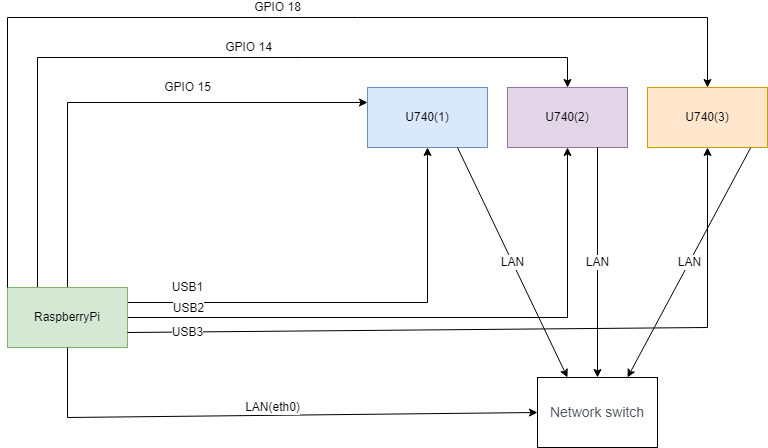 GPIO 18
GPIO 14
GPIO 15
U740(1)
U740(2)
U740(3)
LAN
LAN
LAN
USB1
USB2
USB3
RaspberryPi
LAN(eth0)
Network switch